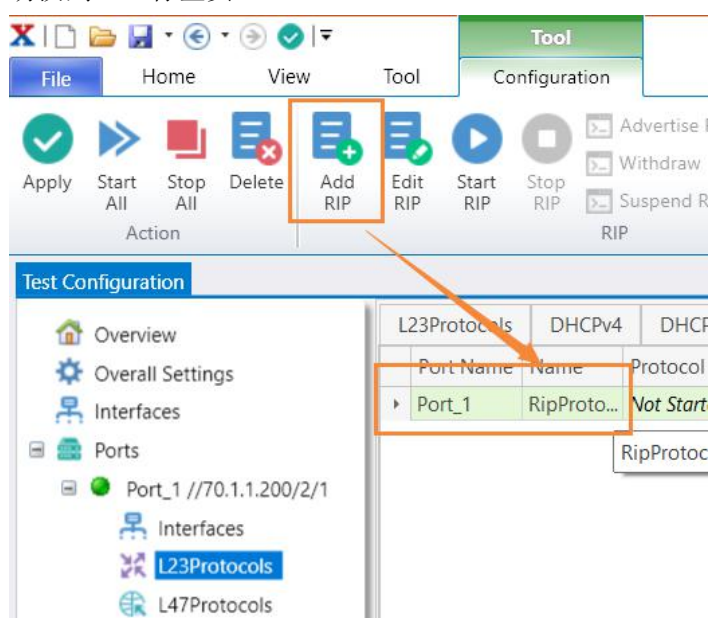 Tool
File Home View Tool Configuration
Apply Start All Stop All Delete Add RIP Edit RIP Start RIP Stop RIP
Advertise
Withdraw
Suspend
Action RIP
Test Configuration
Overview
Overall Settings
Interfaces
Ports
Port_1 //70.1.1.200/2/1
Interfaces
L23Protocols
L47Protocols
L23Protocols DHCPv4 DHCP
Port Name Name Protocol
Port_1 RipProto... Not Start
RipProtoc